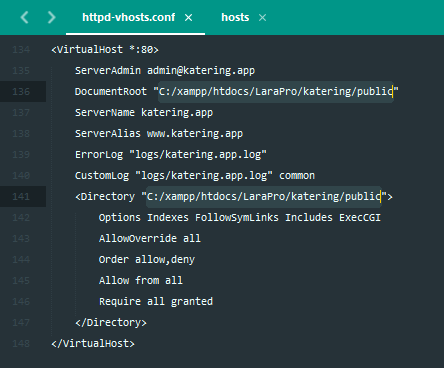 httpd-vhosts.conf × hosts ×
134 <VirtualHost *:80>
135 ServerAdmin admin@katering.app
136 DocumentRoot "C:/xampp/htdocs/LaraPro/katering/public"
137 ServerName katering.app
138 ServerAlias www.katering.app
139 ErrorLog "logs/katering.app.log"
140 CustomLog "logs/katering.app.log" common
141 <Directory "C:/xampp/htdocs/LaraPro/katering/public">
142 Options Indexes FollowSymLinks Includes ExecCGI
143 AllowOverride all
144 Order allow,deny
145 Allow from all
146 Require all granted
147 </Directory>
148 </VirtualHost>